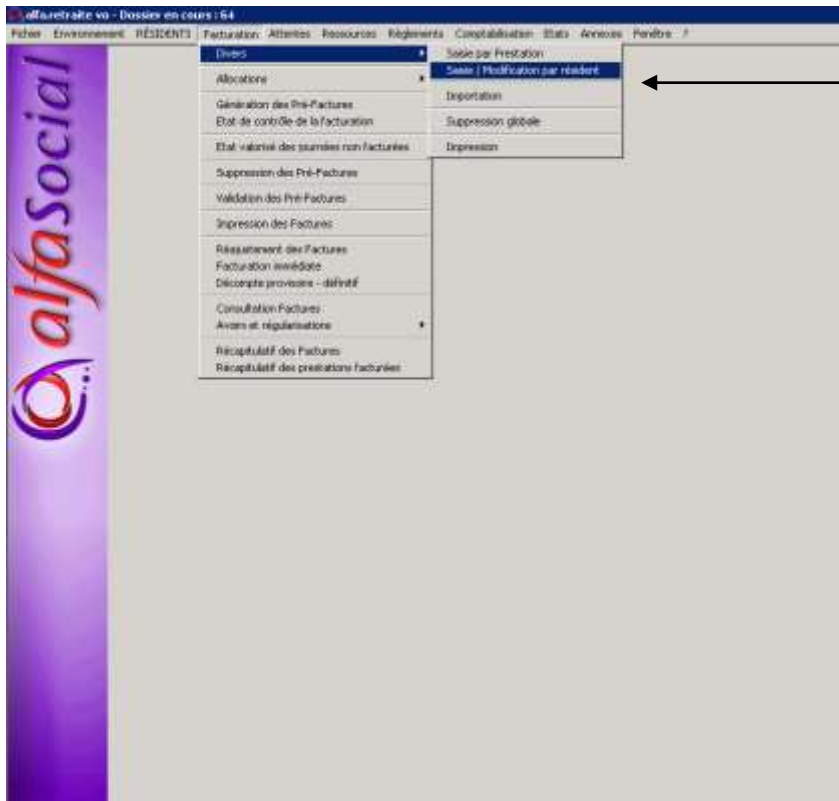 alfa.retraite vo - Dossier en cours : 64
Fichier Environnement RÉSIDENTS Facturation Attentes Ressources Règlements Comptabilisation Etats Annexes Fenêtre ?
Divers
Allocations
Génération des Pré-Factures
Etat de contrôle de la facturation
Etat valorisé des journées non facturées
Suppression des Pré-Factures
Validation des Pré-Factures
Impression des Factures
Réajustement des Factures
Facturation immédiate
Décompte provisoire - définitif
Consultation Factures
Avoirs et régularisations
Récapitulatif des Factures
Récapitulatif des prestations facturées
Saisie par Prestation
Saisie / Modification par résident
Importation
Suppression globale
Impression
alfaSocial